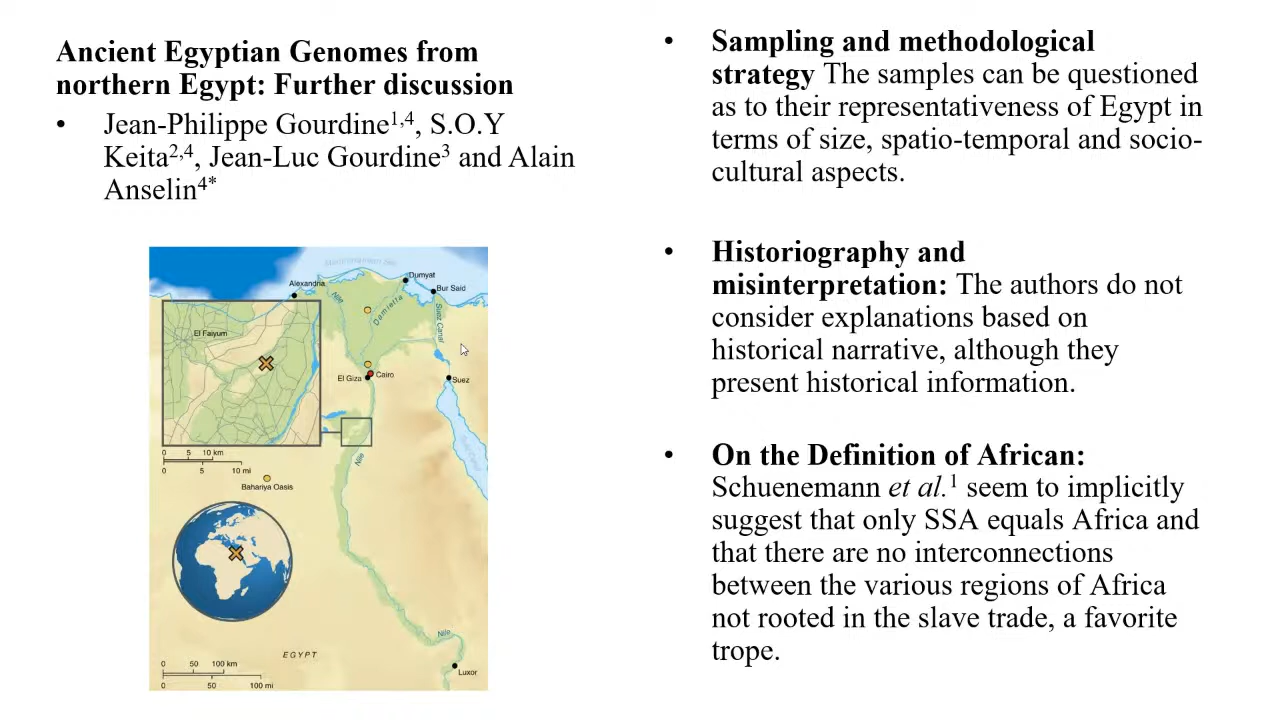 Ancient Egyptian Genomes from
northern Egypt: Further discussion
• Jean-Philippe Gourdine1,4, S.O.Y
Keita2,4, Jean-Luc Gourdine3 and Alain
Anselin4*
Alexandria
Dumyat
Bur Said
Nile
Damietta
Suez Canal
El Faiyum
El Giza
Cairo
Suez
Nile
0 5 10 km
0 5 10 mi
Bahariya Oasis
Nile
EGYPT
0 50 100 km
0 50 100 mi
Luxor
• Sampling and methodological
strategy The samples can be questioned
as to their representativeness of Egypt in
terms of size, spatio-temporal and socio-
cultural aspects.
• Historiography and
misinterpretation: The authors do not
consider explanations based on
historical narrative, although they
present historical information.
• On the Definition of African:
Schuenemann et al.1 seem to implicitly
suggest that only SSA equals Africa and
that there are no interconnections
between the various regions of Africa
not rooted in the slave trade, a favorite
trope.